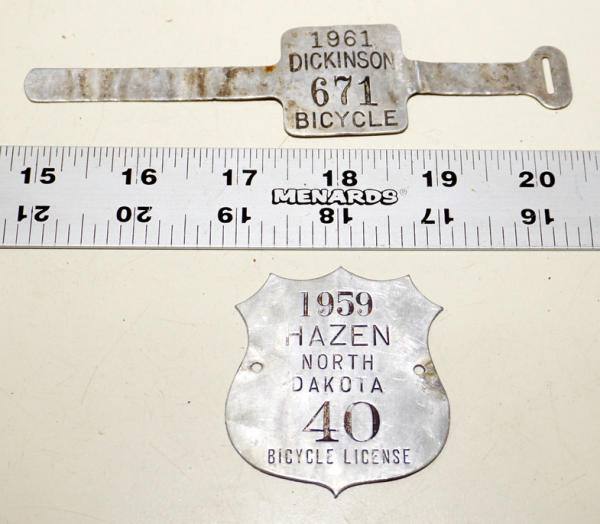 1961
DICKINSON
671
BICYCLE
15 16 17 18 19 20
MENARDS®
21 20 19 18 17 16
1959
HAZEN
NORTH
DAKOTA
40
BICYCLE LICENSE